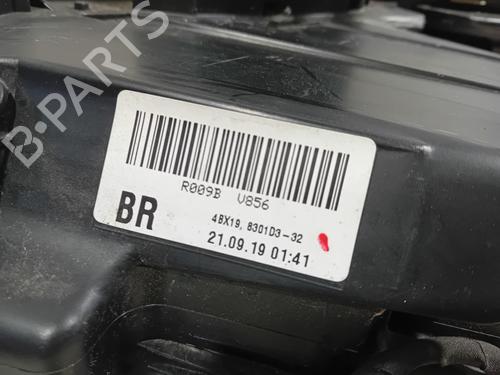 B-PARTS
R009B V856
BR
4BX19, 8301D3-32
21.09.19 01:41